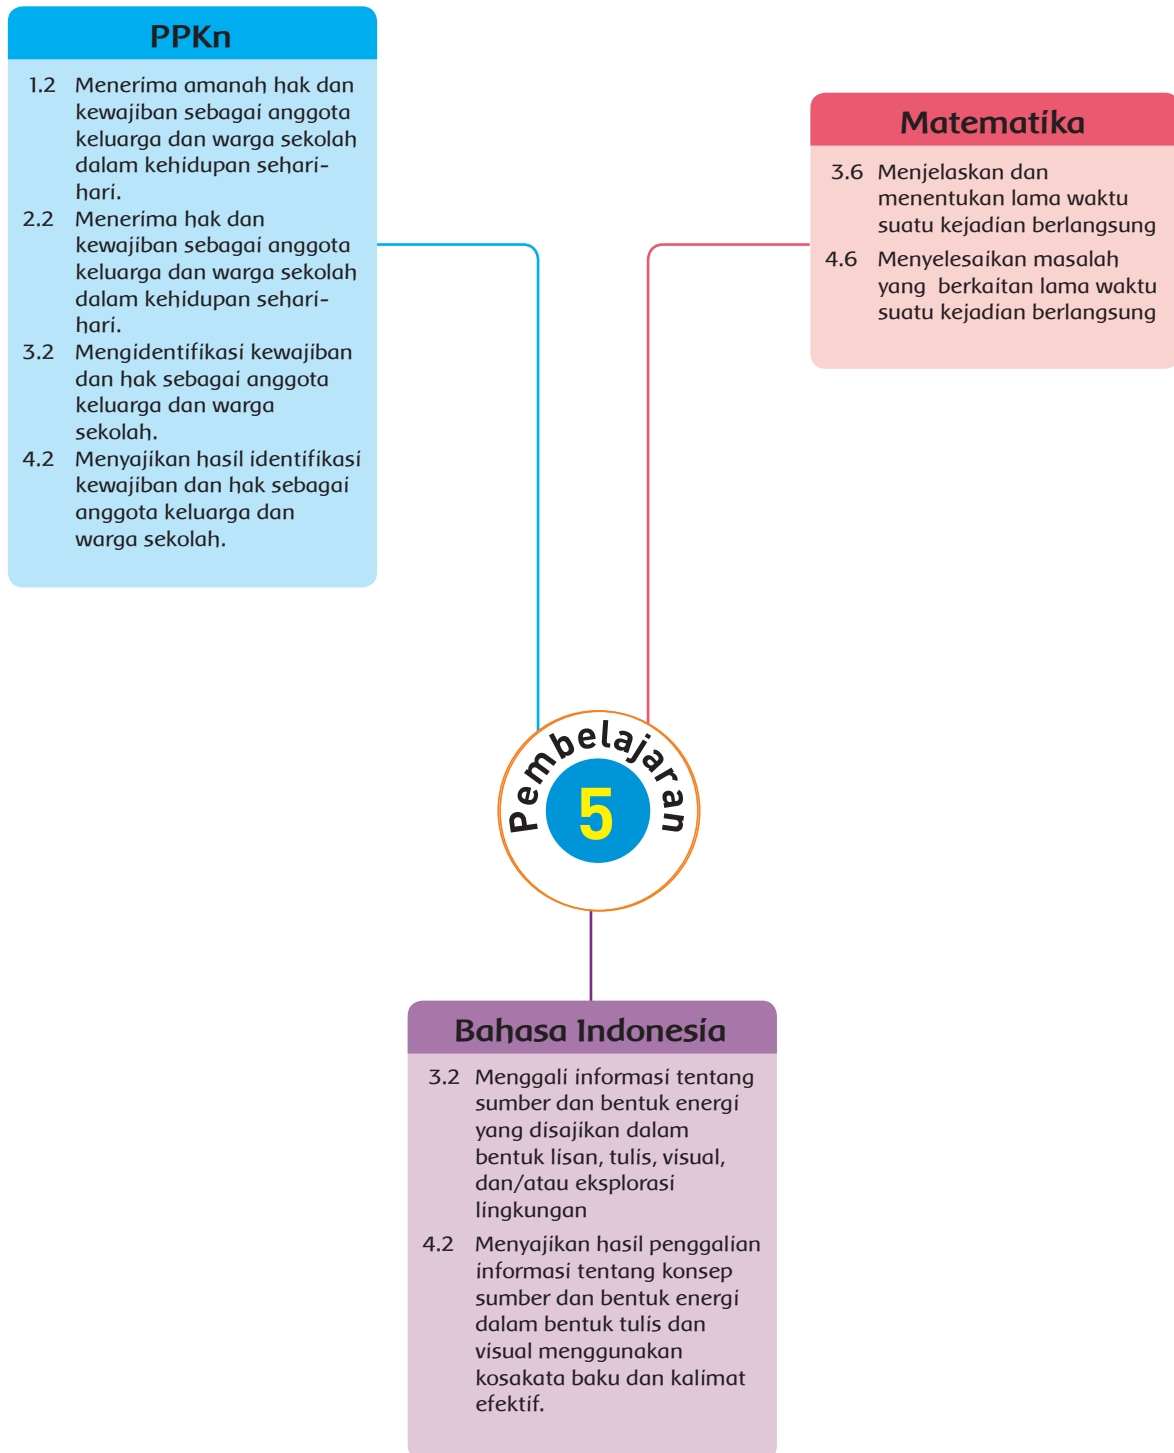 PPKn
1.2 Menerima amanah hak dan
kewajiban sebagai anggota
keluarga dan warga sekolah
dalam kehidupan sehari-
hari.
2.2 Menerima hak dan
kewajiban sebagai anggota
keluarga dan warga sekolah
dalam kehidupan sehari-
hari.
3.2 Mengidentifikasi kewajiban
dan hak sebagai anggota
keluarga dan warga
sekolah.
4.2 Menyajikan hasil identifikasi
kewajiban dan hak sebagai
anggota keluarga dan
warga sekolah.
Matematika
3.6 Menjelaskan dan
menentukan lama waktu
suatu kejadian berlangsung
4.6 Menyelesaikan masalah
yang berkaitan lama waktu
suatu kejadian berlangsung
Pembelajaran
5
Bahasa Indonesia
3.2 Menggali informasi tentang
sumber dan bentuk energi
yang disajikan dalam
bentuk lisan, tulis, visual,
dan/atau eksplorasi
lingkungan
4.2 Menyajikan hasil penggalian
informasi tentang konsep
sumber dan bentuk energi
dalam bentuk tulis dan
visual menggunakan
kosakata baku dan kalimat
efektif.